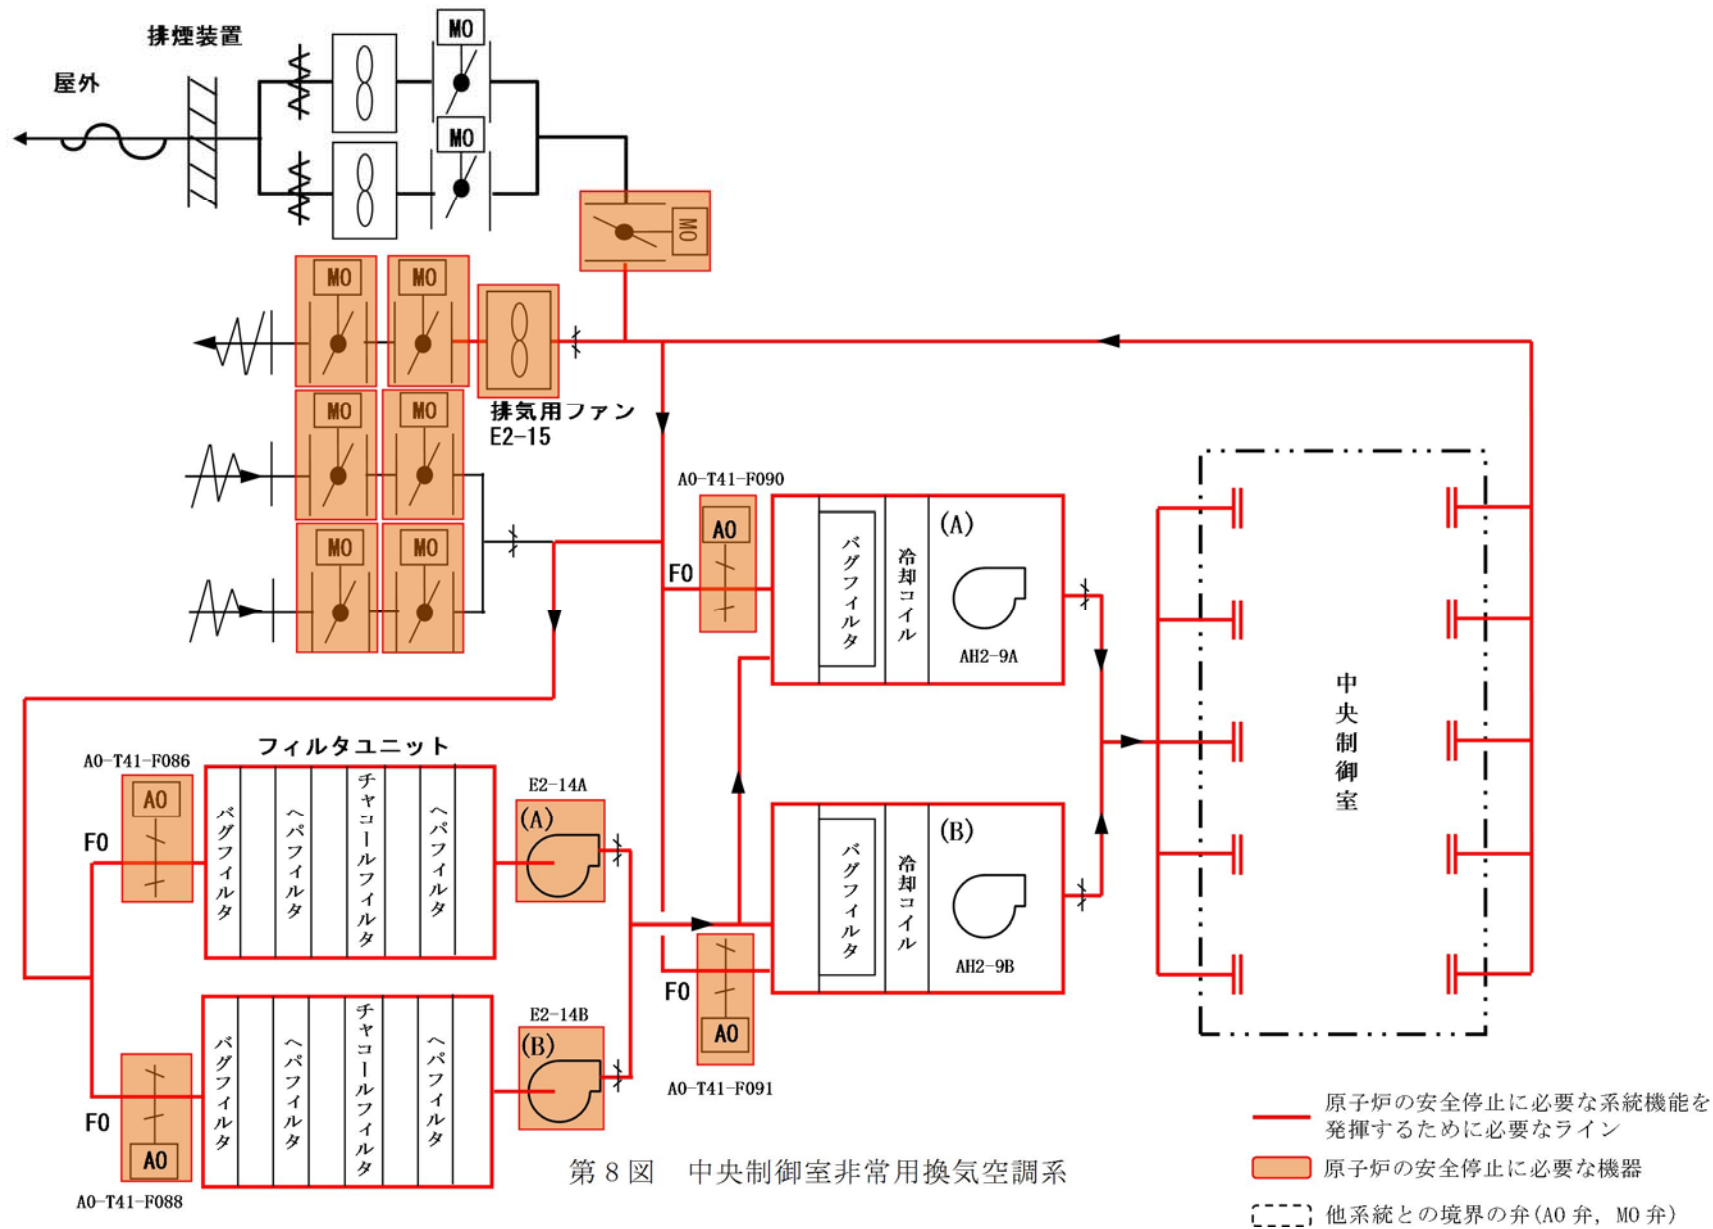 排煙装置
屋外
MO
MO
MO
MO
MO
排気用ファン
E2-15
MO
MO
MO
MO
AO-T41-F090
AO
FO
バグフィルタ
冷却コイル
(A)
AH2-9A
中央制御室
フィルタユニット
AO-T41-F086
AO
FO
バグフィルタ
ヘパフィルタ
チャコールフィルタ
ヘパフィルタ
E2-14A
(A)
バグフィルタ
冷却コイル
(B)
AH2-9B
FO
AO
AO-T41-F091
E2-14B
(B)
バグフィルタ
ヘパフィルタ
チャコールフィルタ
ヘパフィルタ
FO
AO
AO-T41-F088
第8図 中央制御室非常用換気空調系
原子炉の安全停止に必要な系統機能を
発揮するために必要なライン
原子炉の安全停止に必要な機器
他系統との境界の弁(AO 弁, MO 弁)